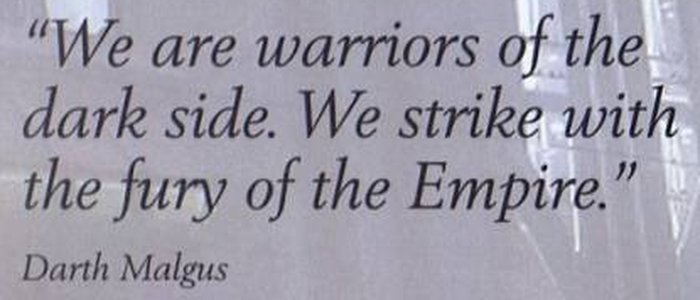 “We are warriors of the
dark side. We strike with
the fury of the Empire.”
Darth Malgus